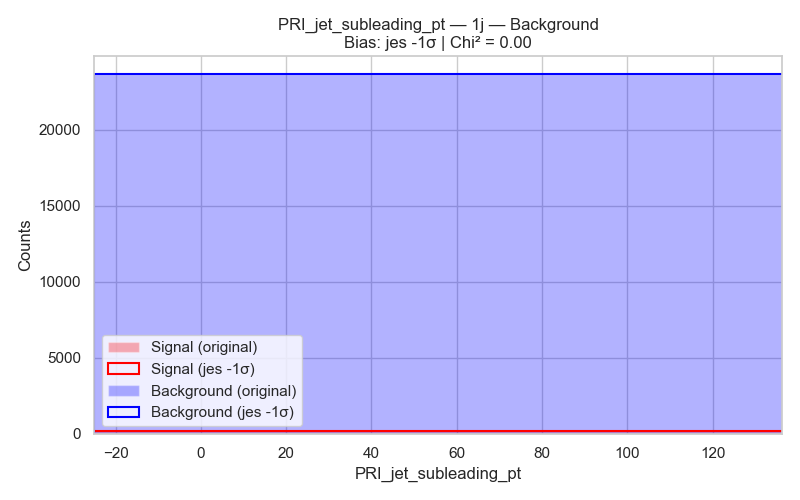 PRI_jet_subleading_pt — 1j — Background
Bias: jes -1σ | Chi² = 0.00
Counts
20000
15000
10000
5000
0
Signal (original)
Signal (jes -1σ)
Background (original)
Background (jes -1σ)
−20 0 20 40 60 80 100 120
PRI_jet_subleading_pt